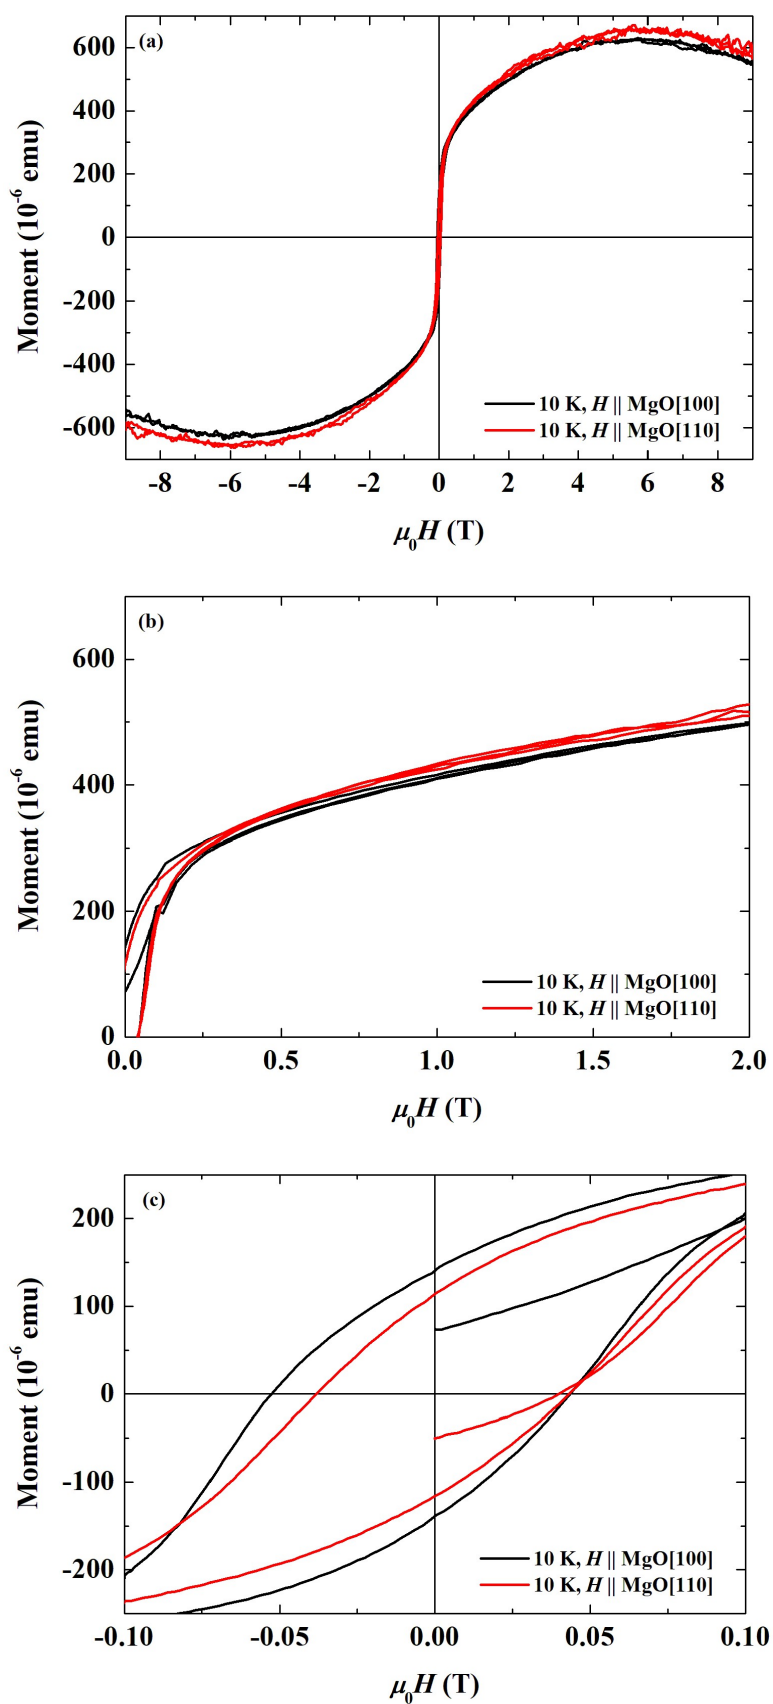 (a)
600
400
200
0
-200
-400
-600
Moment (10-6 emu)
10 K, H || MgO[100]
10 K, H || MgO[110]
-8 -6 -4 -2 0 2 4 6 8
μ0H (T)
(b)
600
400
200
0
Moment (10-6 emu)
10 K, H || MgO[100]
10 K, H || MgO[110]
0.0 0.5 1.0 1.5 2.0
μ0H (T)
(c)
200
100
0
-100
-200
Moment (10-6 emu)
10 K, H || MgO[100]
10 K, H || MgO[110]
-0.10 -0.05 0.00 0.05 0.10
μ0H (T)